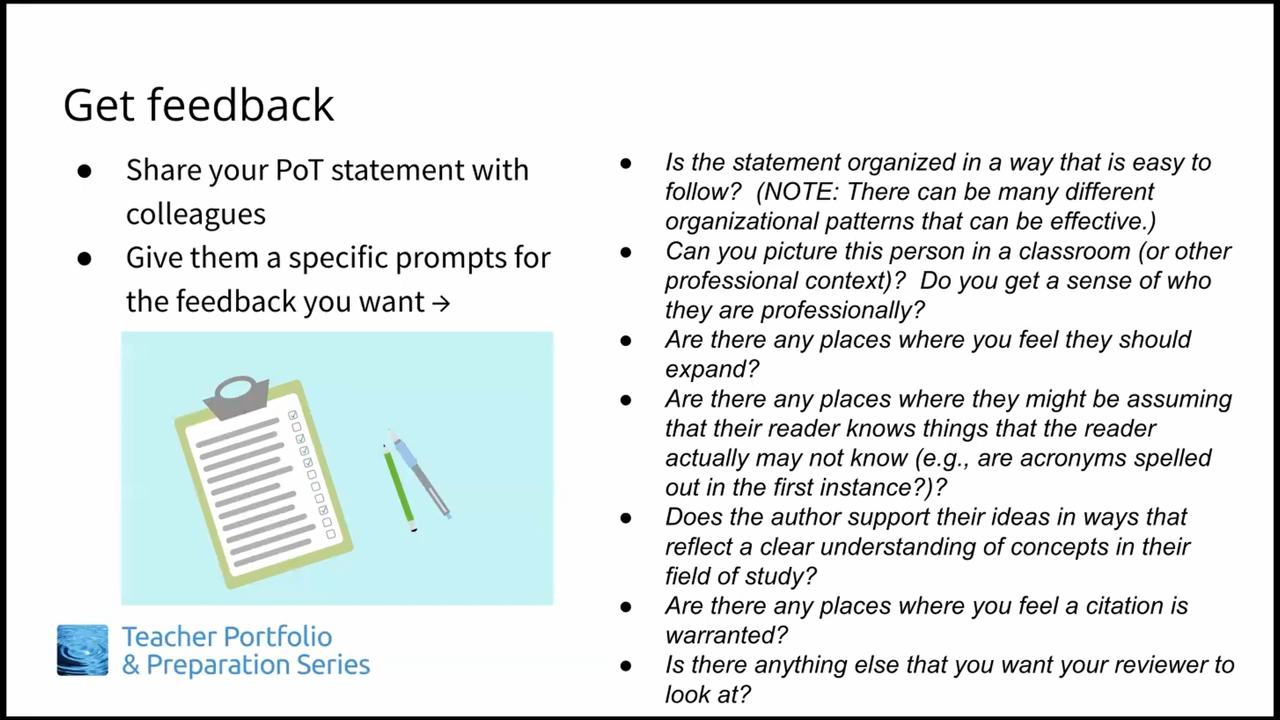 Get feedback
● Share your PoT statement with
colleagues
● Give them a specific prompts for
the feedback you want →
● Is the statement organized in a way that is easy to
follow?  (NOTE: There can be many different
organizational patterns that can be effective.)
● Can you picture this person in a classroom (or other
professional context)?  Do you get a sense of who
they are professionally?
● Are there any places where you feel they should
expand?
● Are there any places where they might be assuming
that their reader knows things that the reader
actually may not know (e.g., are acronyms spelled
out in the first instance?)?
● Does the author support their ideas in ways that
reflect a clear understanding of concepts in their
field of study?
● Are there any places where you feel a citation is
warranted?
● Is there anything else that you want your reviewer to
look at?
Teacher Portfolio
& Preparation Series